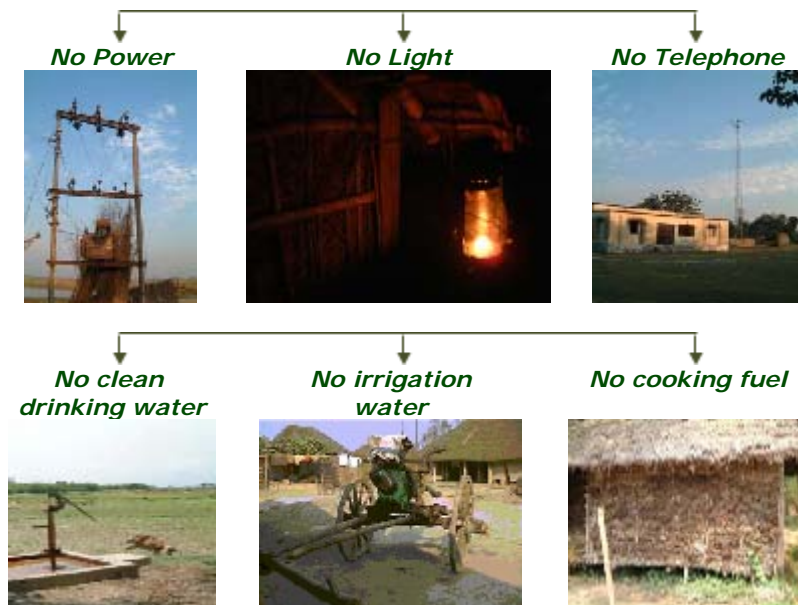 No Power
No Light
No Telephone
No clean
drinking water
No irrigation
water
No cooking fuel